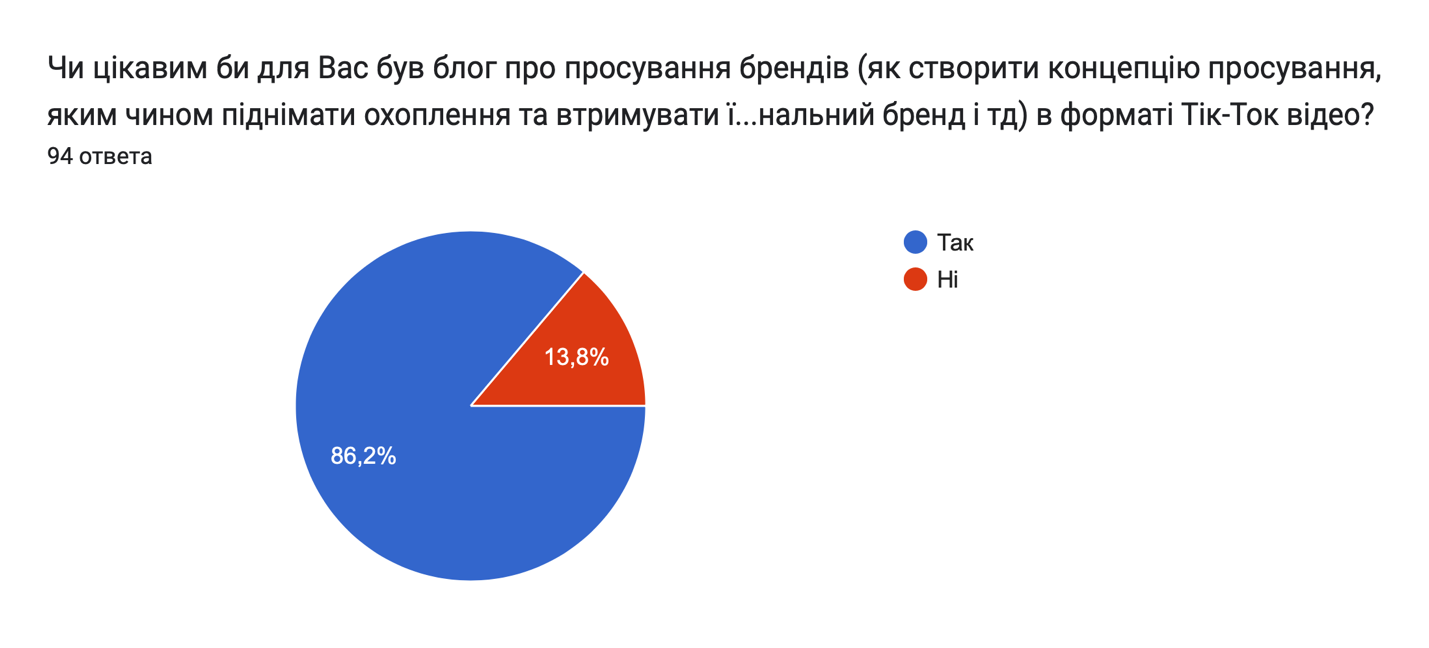 Чи цікавим би для Вас був блог про просування брендів (як створити концепцію просування,
яким чином піднімати охоплення та втримувати ї...нальний бренд і тд) в форматі Тік-Ток відео?
94 ответа
Так
Ні
13,8%
86,2%